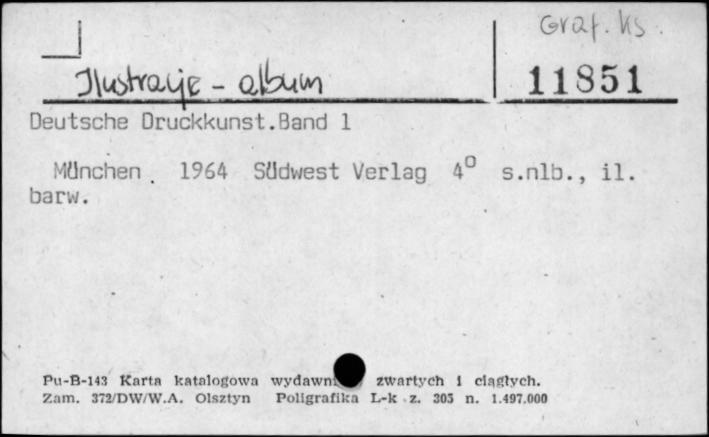 Graf. ks.
Ilustracje - album
11851
Deutsche Druckkunst.Band 1
München. 1964 Südwest Verlag 4° s.nlb., il.
barw.
Pu-B-143 Karta katalogowa zwartych i ciągłych.
Zam. 372/DW/W.A. Olsztyn Poligrafika L-k z. 305 n. 1.497.000